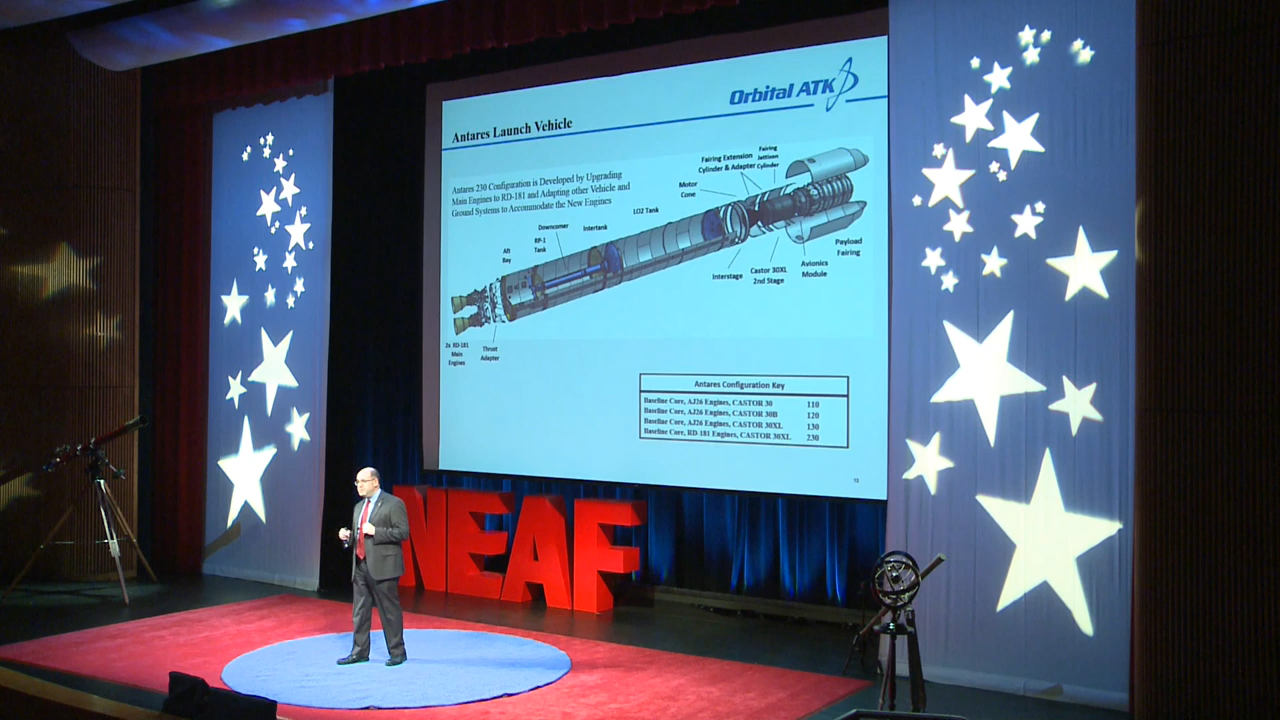 Orbital ATK
Antares Launch Vehicle
Antares 230 Configuration is Developed by Upgrading
Main Engines to RD-181 and Adapting other Vehicle and
Ground Systems to Accommodate the New Engines
Fairing
Jettison
Cylinder
Fairing Extension
Cylinder & Adapter
Motor
Cone
LO2 Tank
Intertank
Downcomer
RP-1
Tank
Aft
Bay
Payload
Fairing
Avionics
Module
Castor 30XL
2nd Stage
Interstage
2x RD-181
Main
Engines
Thrust
Adapter
Antares Configuration Key
Baseline Core, AJ26 Engines, CASTOR 30 110
Baseline Core, AJ26 Engines, CASTOR 30B 120
Baseline Core, AJ26 Engines, CASTOR 30XL 130
Baseline Core, RD-181 Engines, CASTOR 30XL 230
13
NEAF